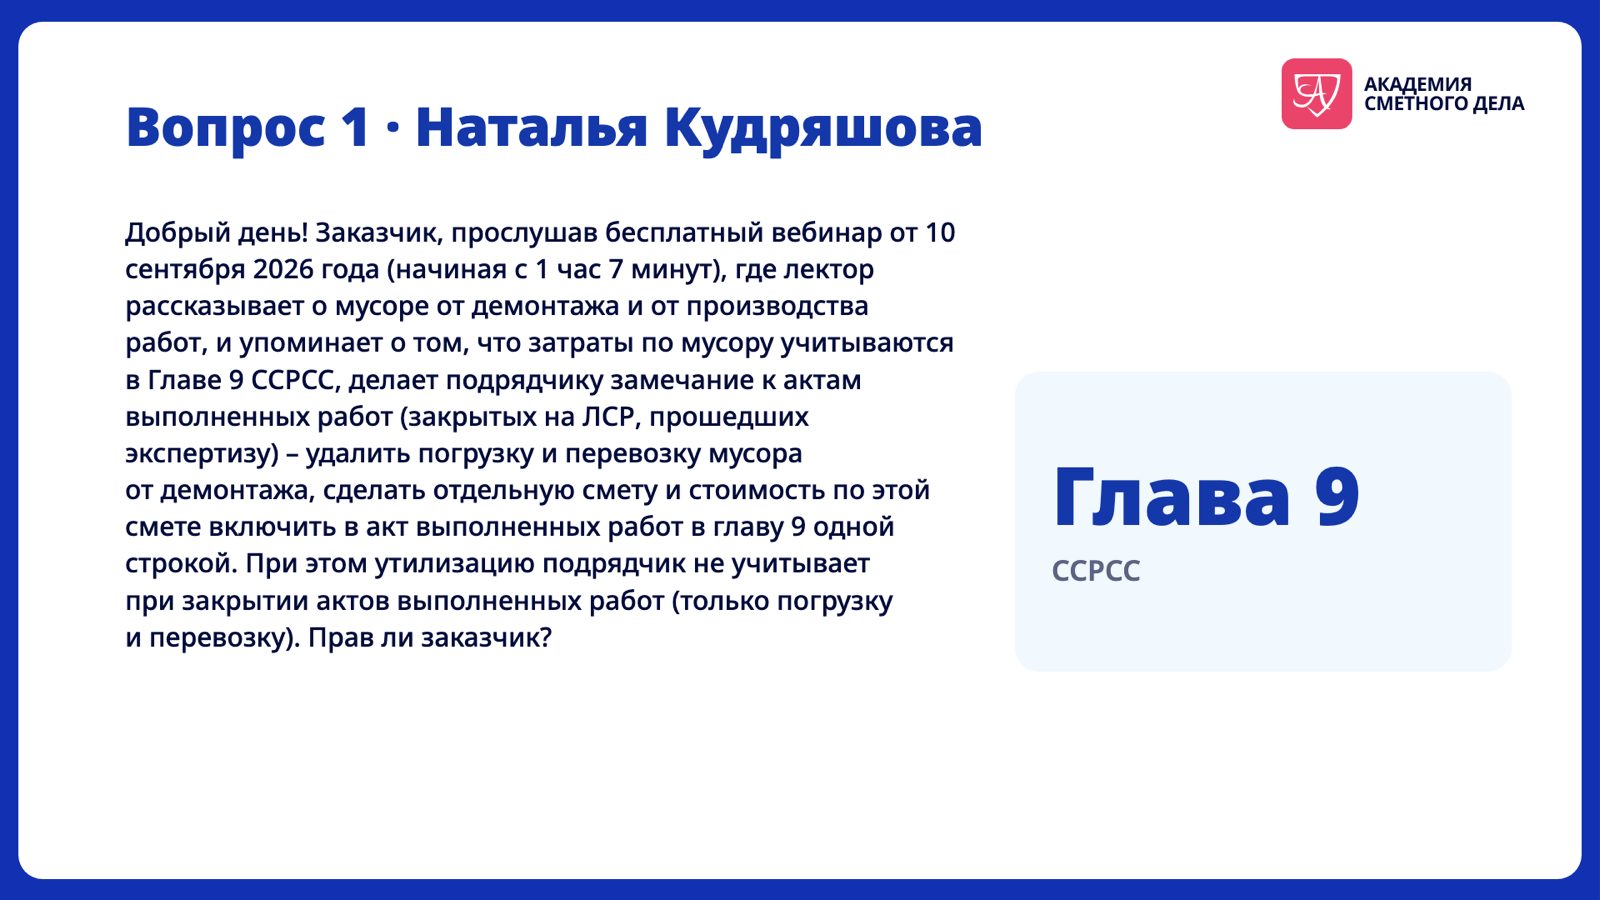 Вопрос 1 · Наталья Кудряшова
АКАДЕМИЯ
СМЕТНОГО ДЕЛА
Добрый день! Заказчик, прослушав бесплатный вебинар от 10
сентября 2026 года (начиная с 1 час 7 минут), где лектор
рассказывает о мусоре от демонтажа и от производства
работ, и упоминает о том, что затраты по мусору учитываются
в Главе 9 ССРСС, делает подрядчику замечание к актам
выполненных работ (закрытых на ЛСР, прошедших
экспертизу) – удалить погрузку и перевозку мусора
от демонтажа, сделать отдельную смету и стоимость по этой
смете включить в акт выполненных работ в главу 9 одной
строкой. При этом утилизацию подрядчик не учитывает
при закрытии актов выполненных работ (только погрузку
и перевозку). Прав ли заказчик?
Глава 9
ССРСС